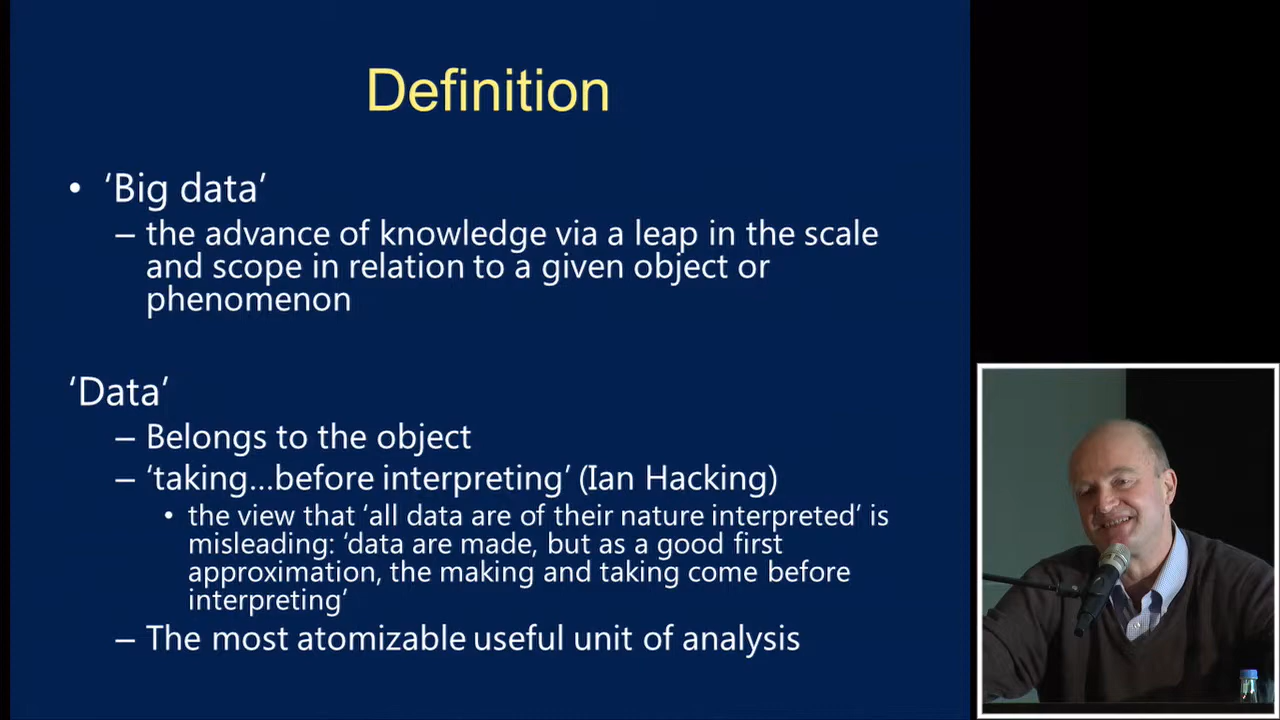 Definition
• ‘Big data’
– the advance of knowledge via a leap in the scale
and scope in relation to a given object or
phenomenon
‘Data’
– Belongs to the object
– ‘taking…before interpreting’ (Ian Hacking)
• the view that ‘all data are of their nature interpreted’ is
misleading: ‘data are made, but as a good first
approximation, the making and taking come before
interpreting’
– The most atomizable useful unit of analysis